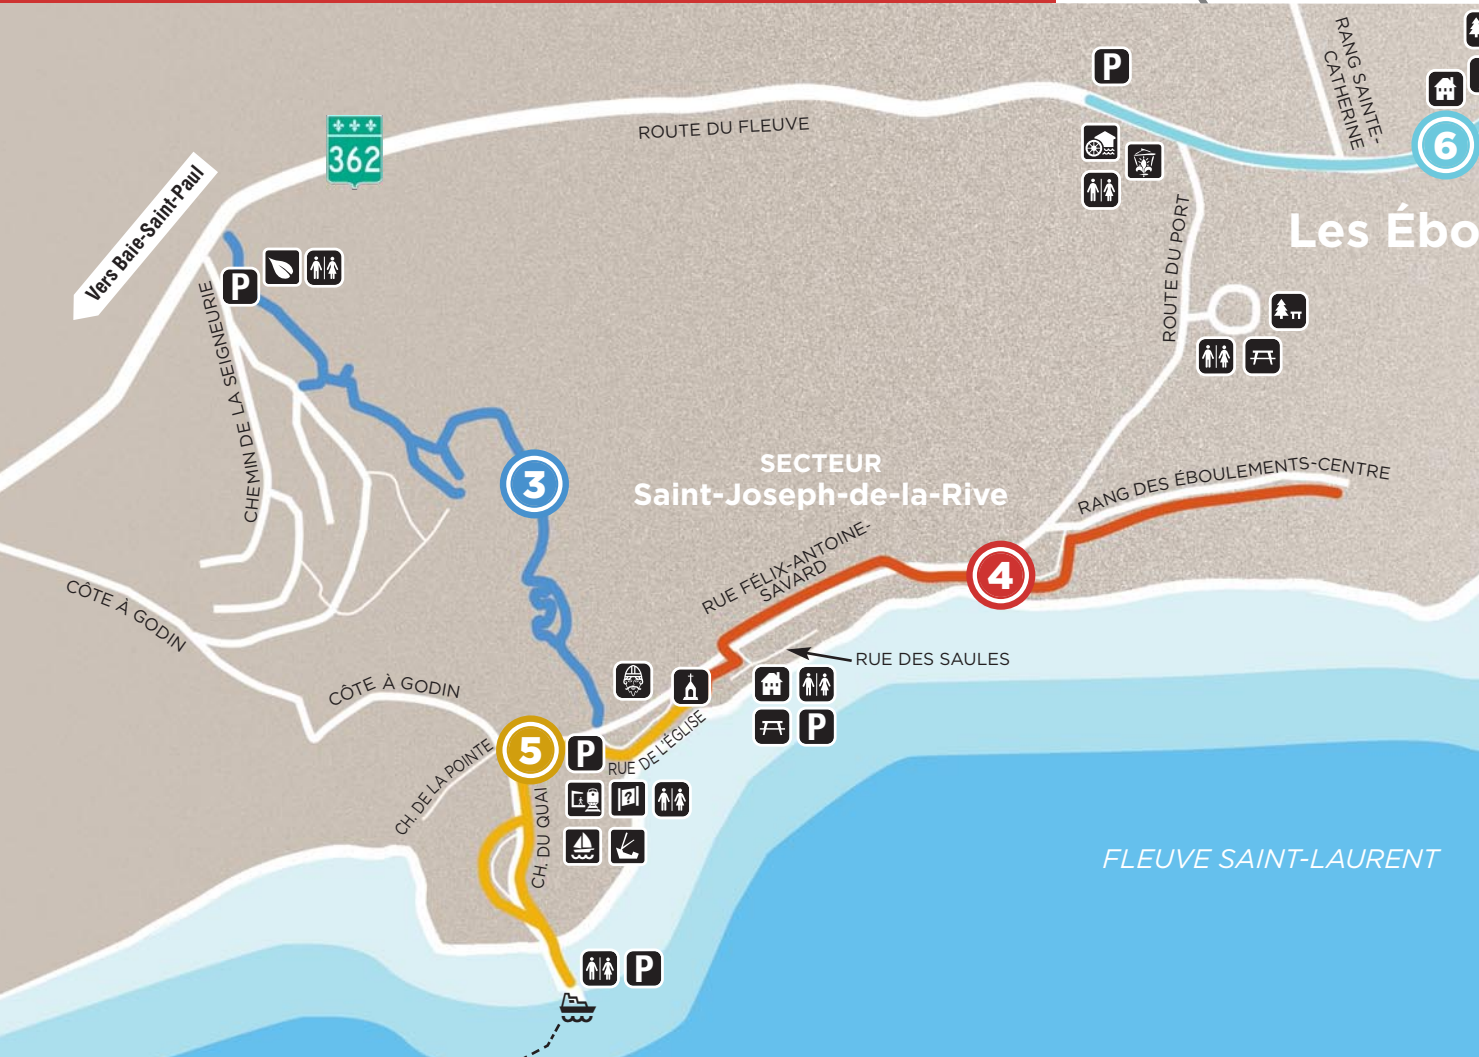 P
RANG SAINTE-
CATHERINE
ROUTE DU FLEUVE
362
6
Vers Baie-Saint-Paul
Les Ébo
P
CHEMIN DE LA SEIGNEURIE
ROUTE DU PORT
SECTEUR
Saint-Joseph-de-la-Rive
3
RANG DES ÉBOULEMENTS-CENTRE
RUE FÉLIX-ANTOINE-
SAVARD
4
CÔTE À GODIN
RUE DES SAULES
CÔTE À GODIN
P
5
P
RUE DE L'ÉGLISE
CH. DE LA POINTE
?
CH. DU QUAI
FLEUVE SAINT-LAURENT
P